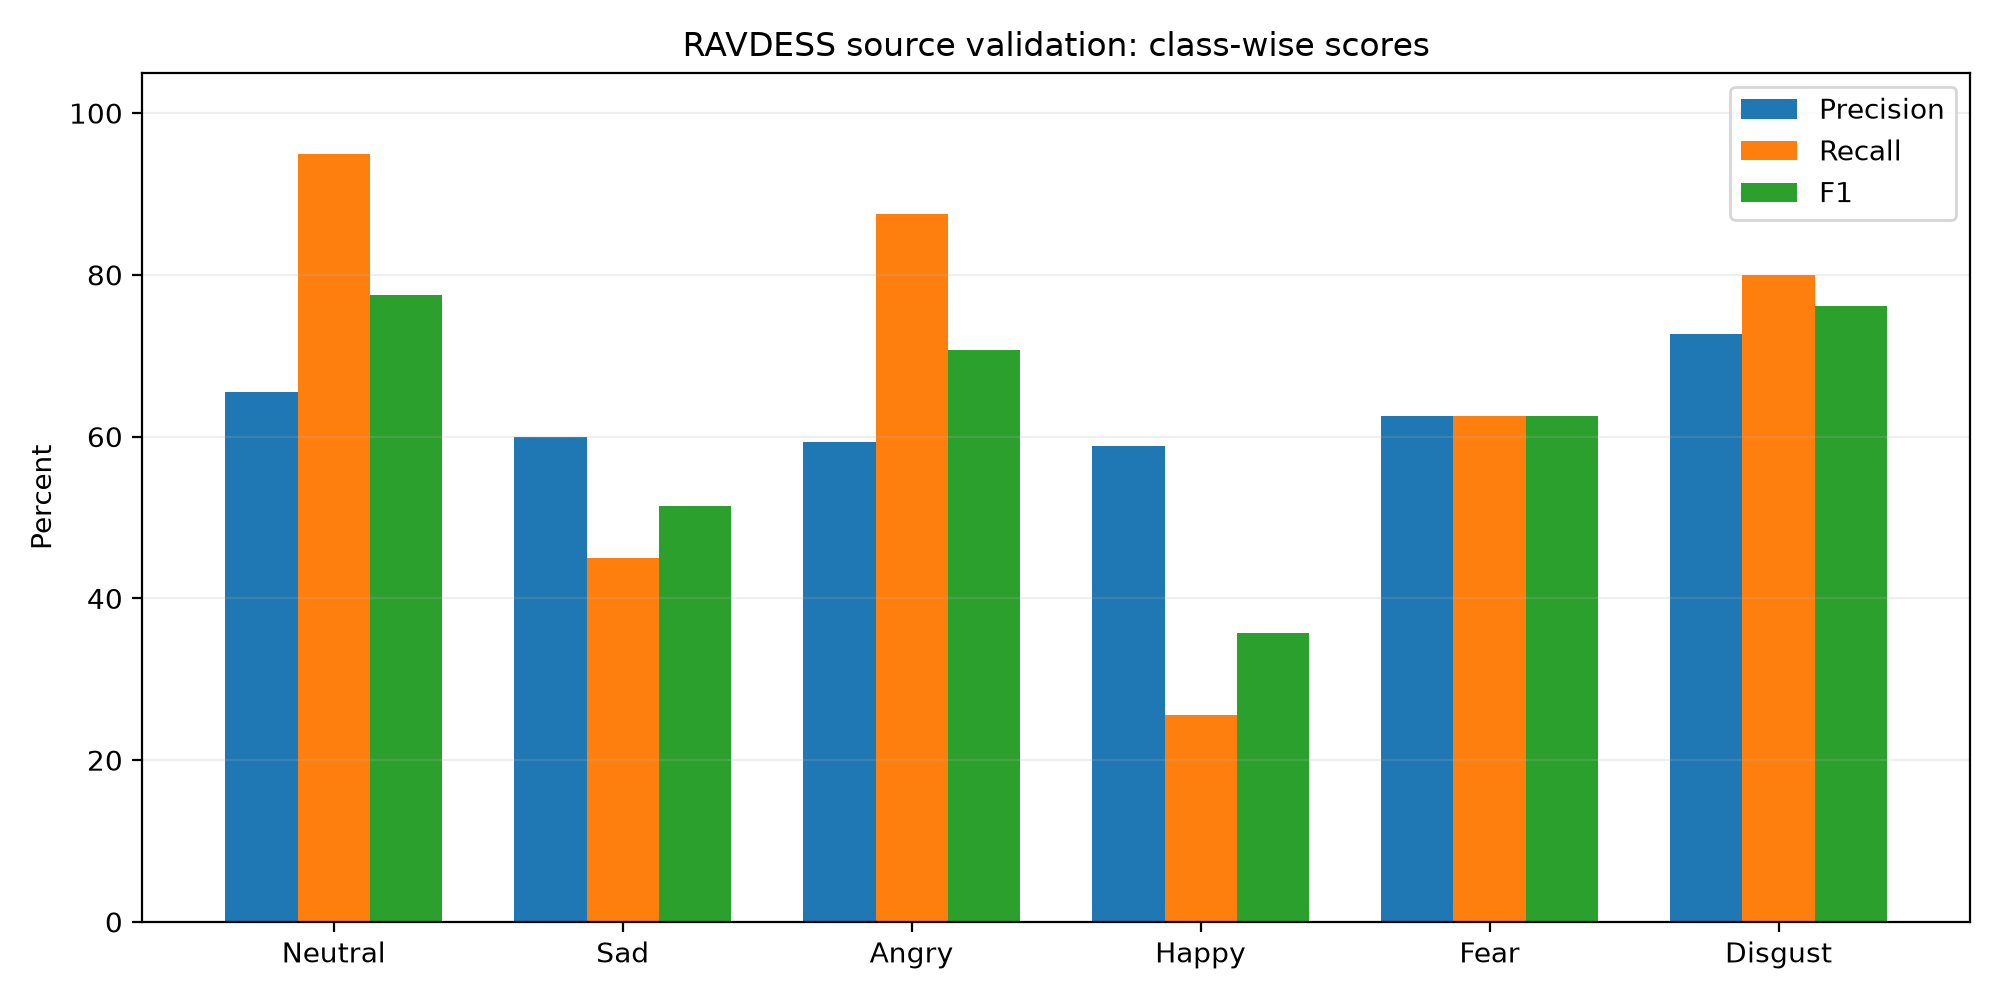 RAVDESS source validation: class-wise scores
Percent
100
80
60
40
20
0
Precision
Recall
F1
Neutral
Sad
Angry
Happy
Fear
Disgust